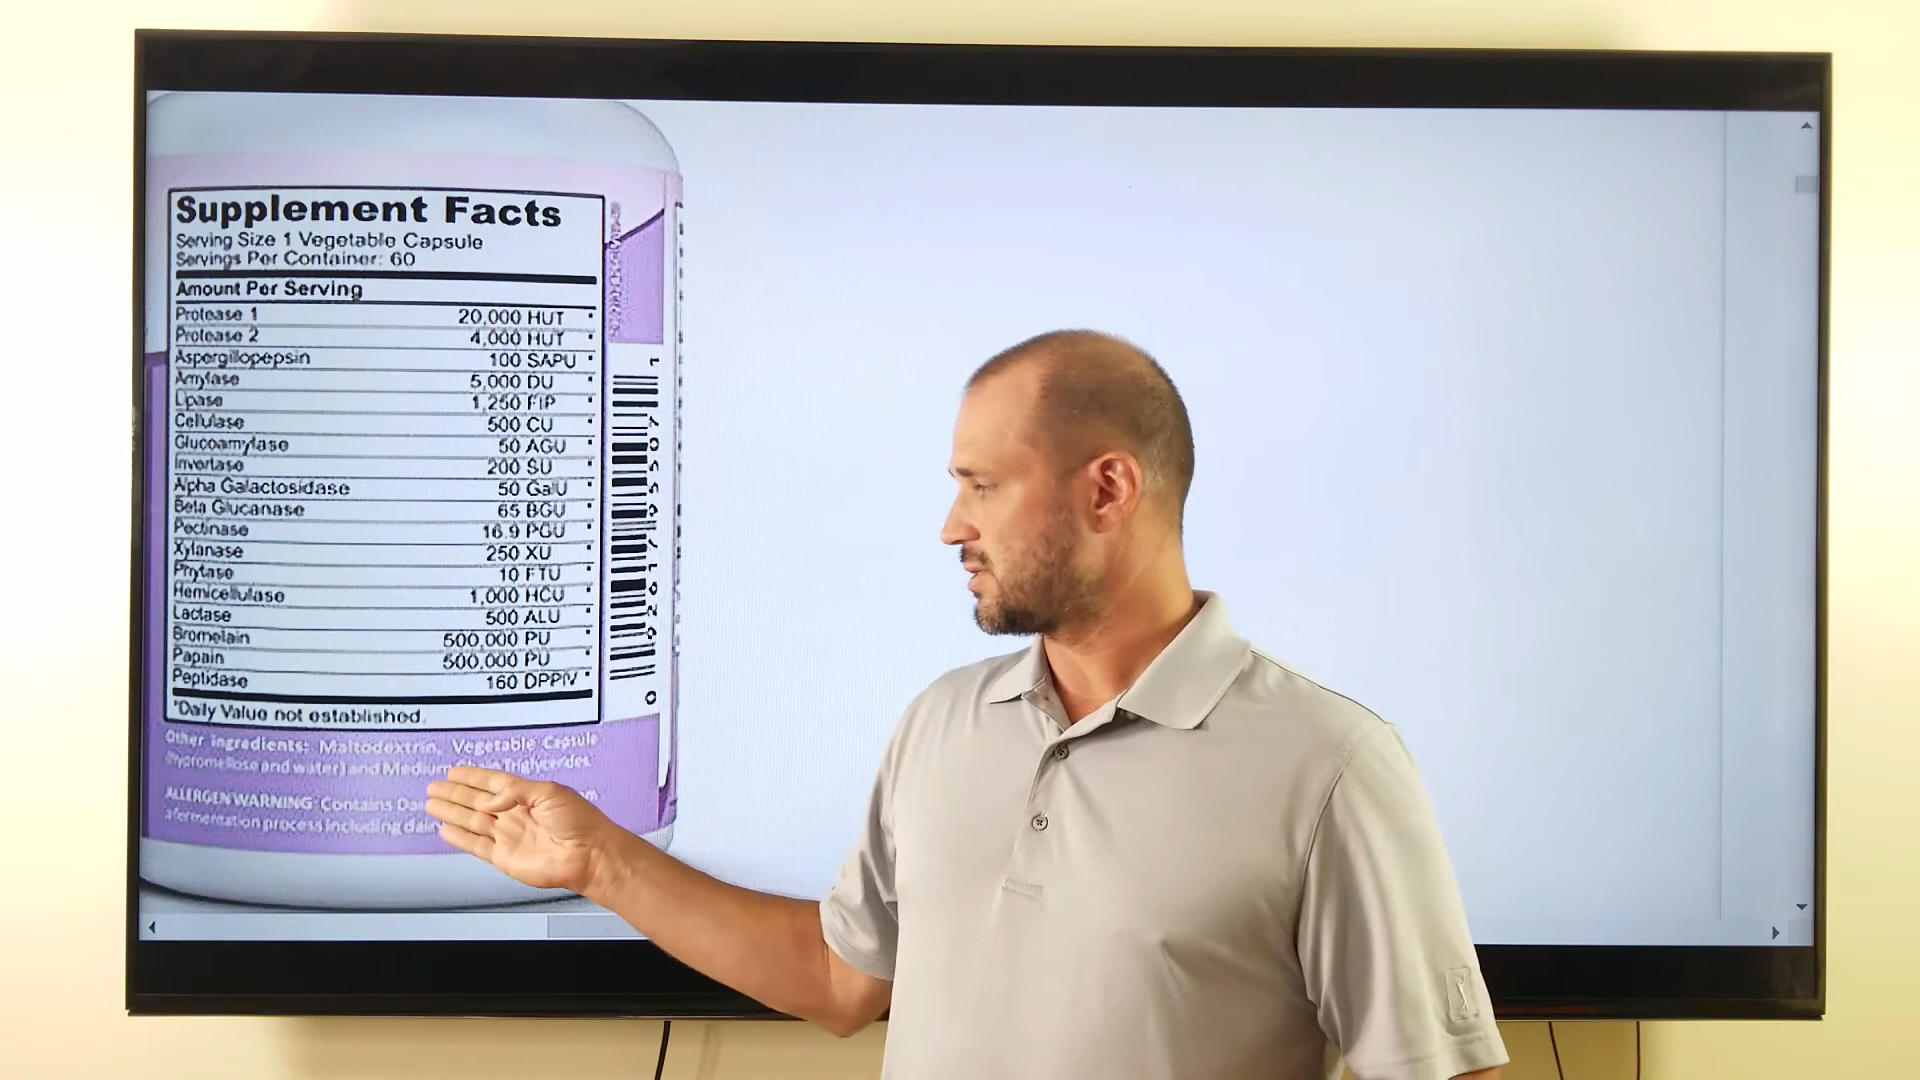 Supplement Facts
Serving Size 1 Vegetable Capsule
Servings Per Container: 60
Amount Per Serving
Protease 1 20,000 HUT *
Protease 2 4,000 HUT *
Aspergillopepsin 100 SAPU *
Amylase 5,000 DU *
Lipase 1,250 FIP *
Cellulase 500 CU *
Glucoamylase 50 AGU *
Invertase 200 SU *
Alpha Galactosidase 50 GalU *
Beta Glucanase 65 BGU *
Pectinase 16.9 PGU *
Xylanase 250 XU *
Phytase 10 FTU *
Hemicellulase 1,000 HCU *
Lactase 500 ALU *
Bromelain 500,000 PU *
Papain 500,000 PU *
Peptidase 160 DPPIV *
*Daily Value not established.
Other ingredients: Maltodextrin, Vegetable Capsule
(hypromellose and water) and Medium Chain Triglycerides.
ALLERGEN WARNING: Contains
a fermentation process including